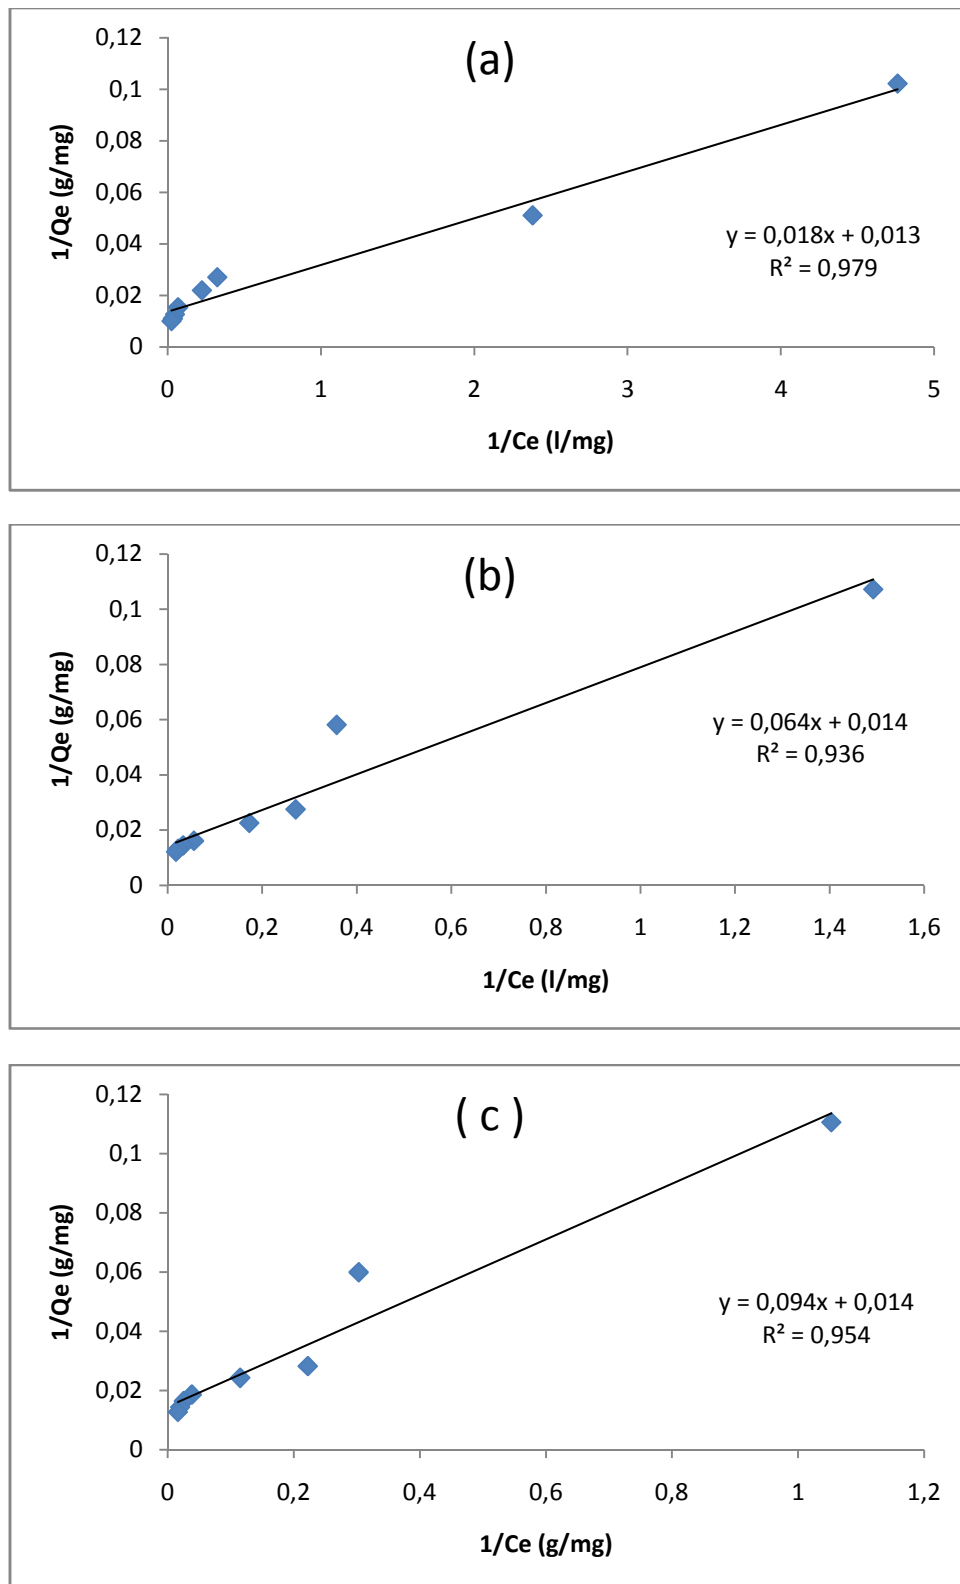 (a)
0,12
0,1
0,08
0,06
0,04
0,02
0
1/Qe (g/mg)
y = 0,018x + 0,013
R² = 0,979
0 1 2 3 4 5
1/Ce (l/mg)
(b)
0,12
0,1
0,08
0,06
0,04
0,02
0
1/Qe (g/mg)
y = 0,064x + 0,014
R² = 0,936
0 0,2 0,4 0,6 0,8 1 1,2 1,4 1,6
1/Ce (l/mg)
( c )
0,12
0,1
0,08
0,06
0,04
0,02
0
1/Qe (g/mg)
y = 0,094x + 0,014
R² = 0,954
0 0,2 0,4 0,6 0,8 1 1,2
1/Ce (g/mg)